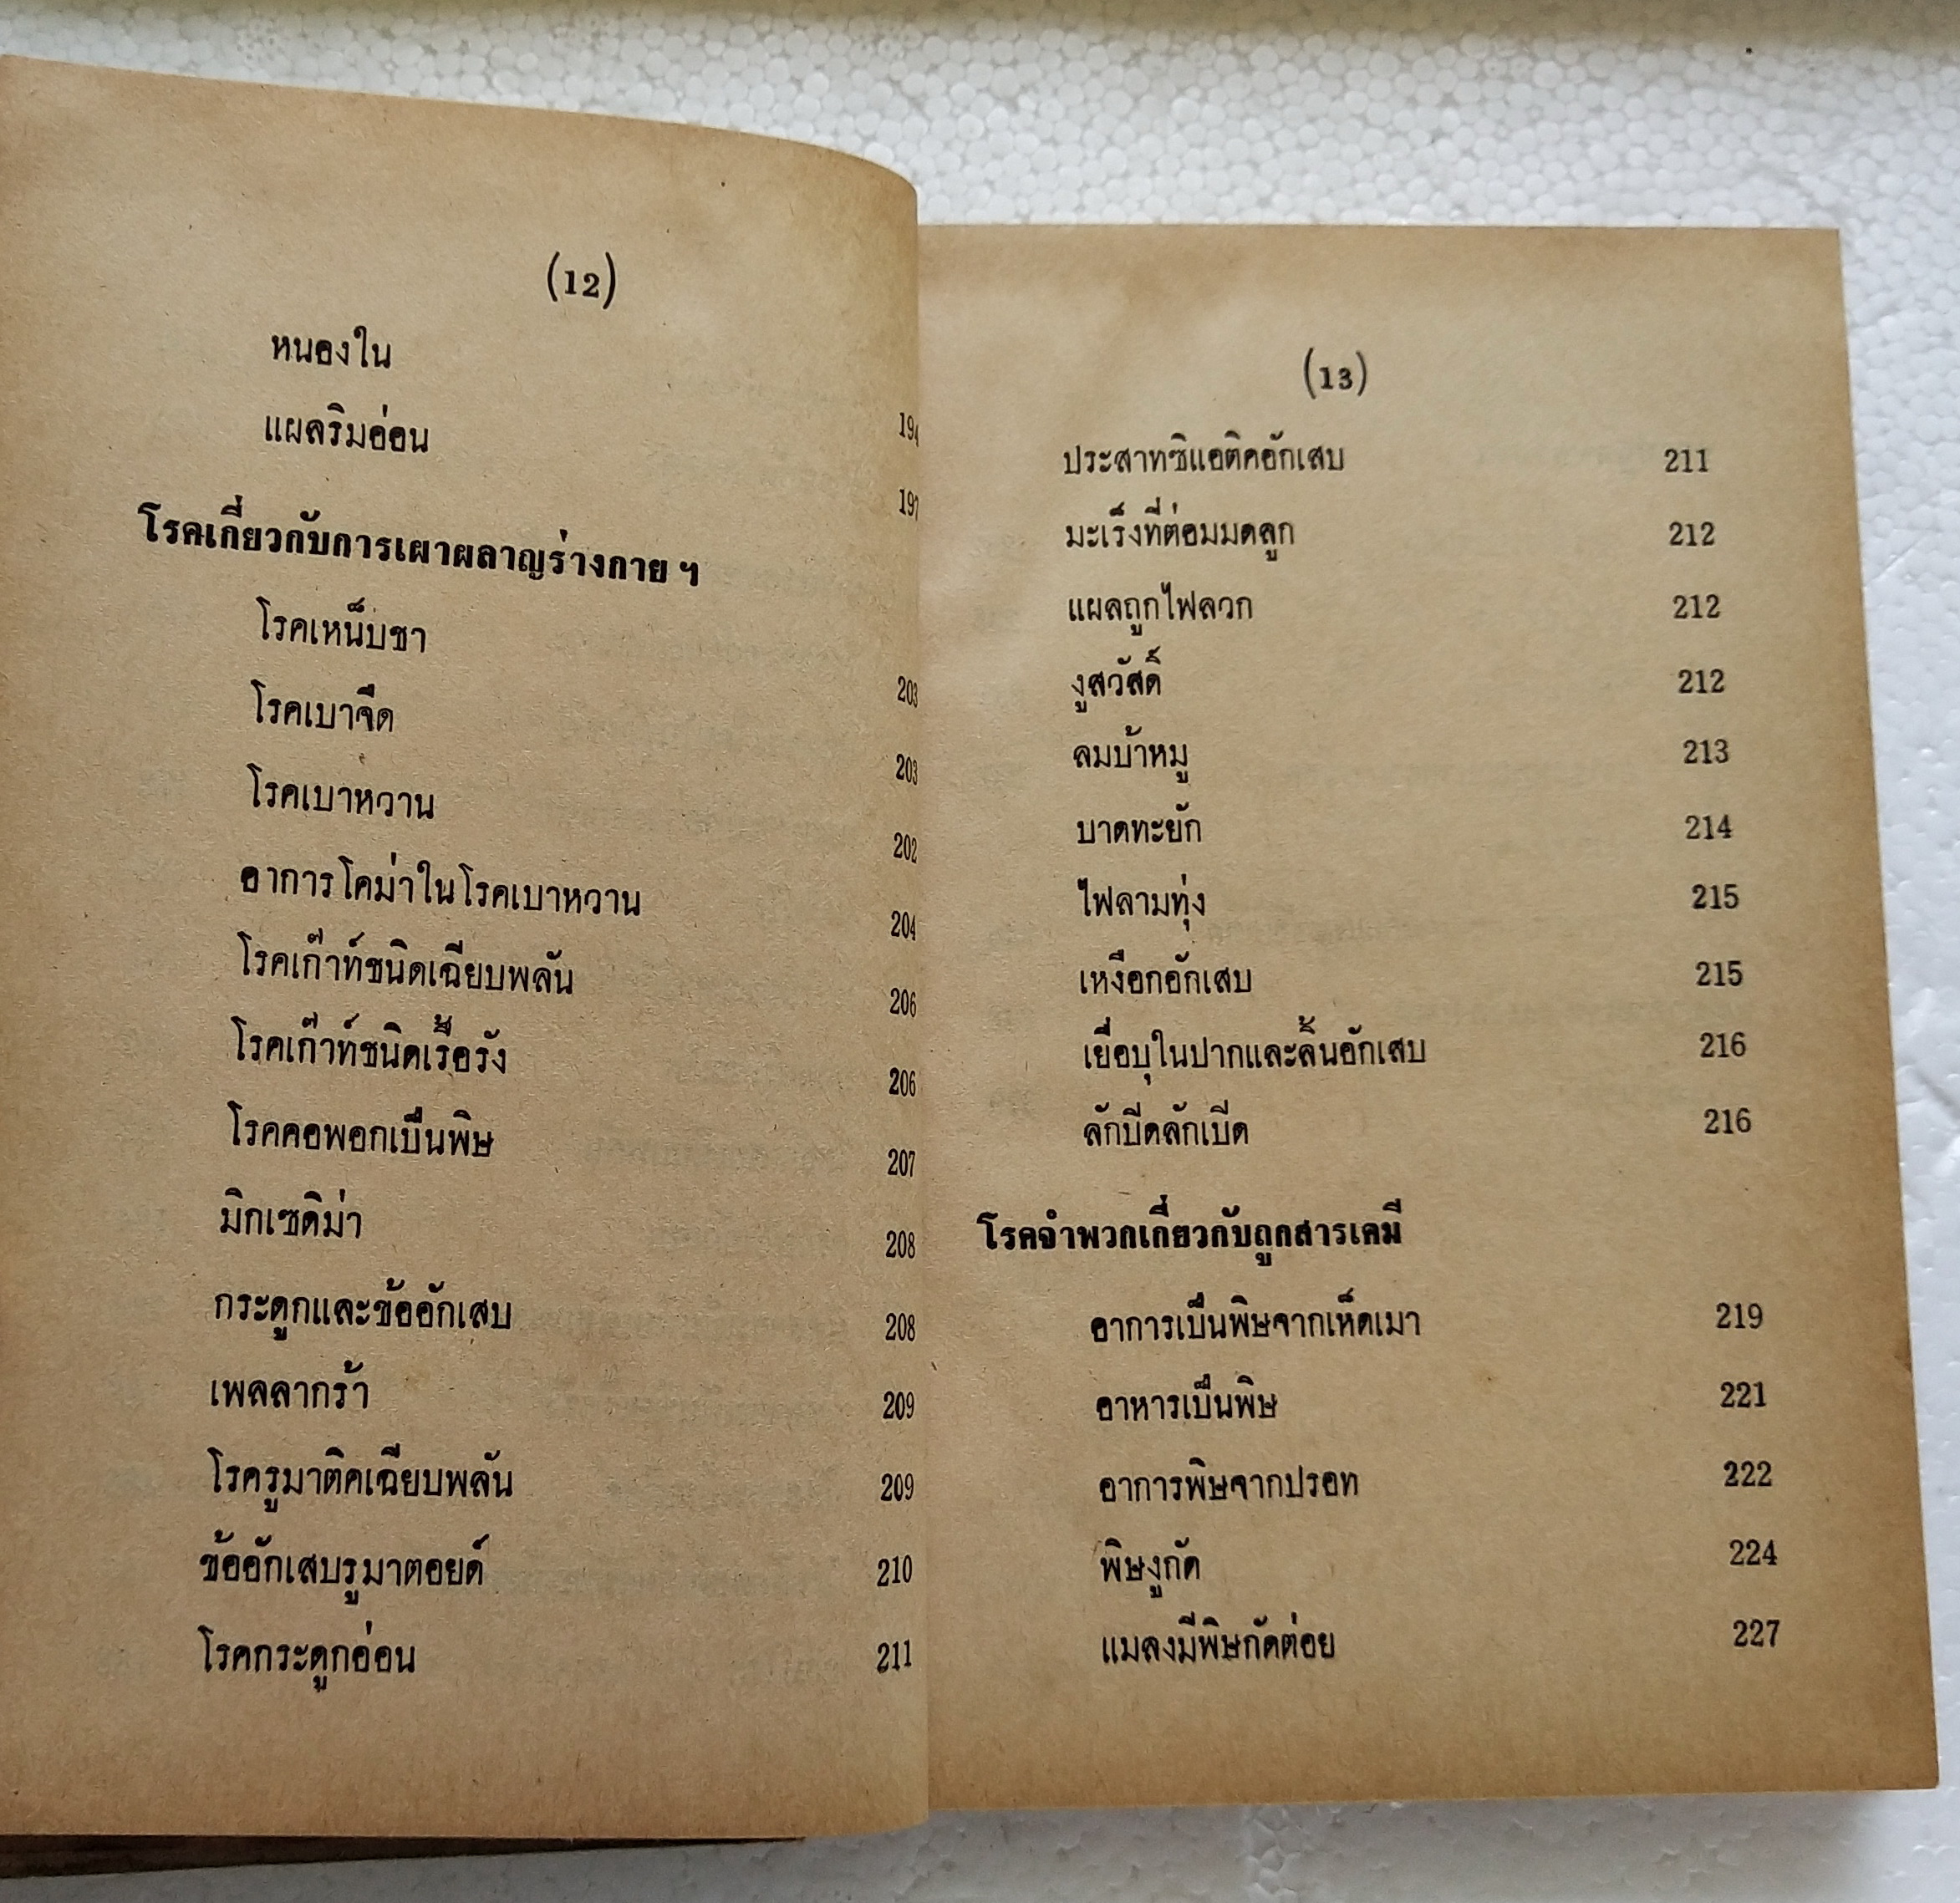 (12)
หนองใน 194
แผลริมอ่อน 197
โรคเกี่ยวกับการเผาผลาญร่างกาย ฯ
โรคเหน็บชา 203
โรคเบาจืด 203
โรคเบาหวาน 202
อาการโคม่าในโรคเบาหวาน 204
โรคเก๊าท์ชนิดเฉียบพลัน 206
โรคเก๊าท์ชนิดเรื้อรัง 206
โรคคอพอกเป็นพิษ 207
มิกเซดิม่า 208
กระดูกและข้ออักเสบ 208
เพลลากร้า 209
โรครูมาติคเฉียบพลัน 209
ข้ออักเสบรูมาตอยด์ 210
โรคกระดูกอ่อน 211
(13)
ประสาทซิแอติคอักเสบ 211
มะเร็งที่ต่อมมดลูก 212
แผลถูกไฟลวก 212
งูสวัสดิ์ 212
ลมบ้าหมู 213
บาดทะยัก 214
ไฟลามทุ่ง 215
เหงือกอักเสบ 215
เยื่อบุในปากและลิ้นอักเสบ 216
ลักปีดลักเปีด 216
โรคจำพวกเกี่ยวกับถูกสารเคมี
อาการเป็นพิษจากเห็ดเมา 219
อาหารเป็นพิษ 221
อาการพิษจากปรอท 222
พิษงูกัด 224
แมลงมีพิษกัดต่อย 227